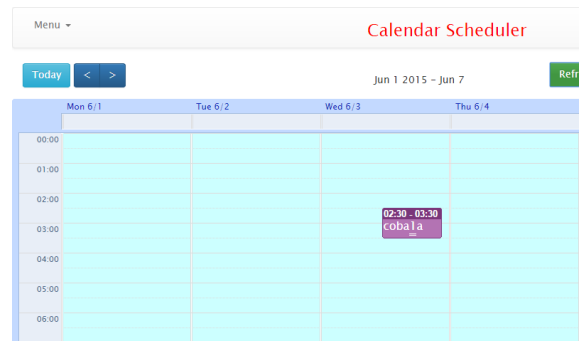 Menu
Calendar Scheduler
Today < > Jun 1 2015 – Jun 7 Refr
Mon 6/1 Tue 6/2 Wed 6/3 Thu 6/4
00:00
01:00
02:00
02:30 - 03:30
03:00 cobala
04:00
05:00
06:00